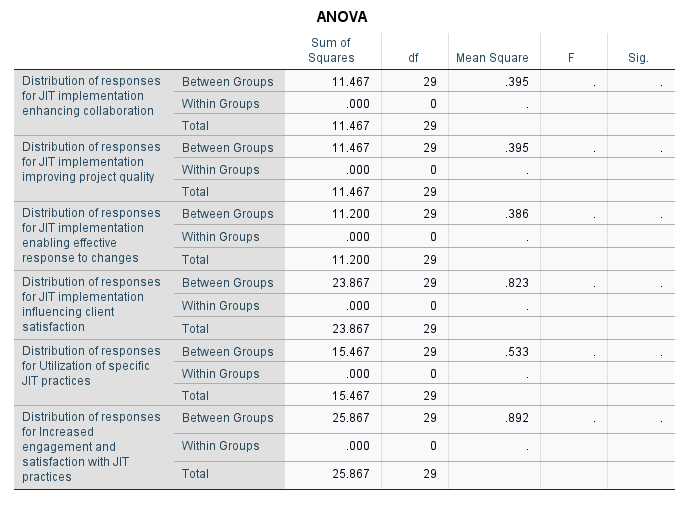 ANOVA
Sum of
Squares df Mean Square F Sig.
Distribution of responses Between Groups 11.467 29 .395 . .
for JIT implementation Within Groups .000 0 .
enhancing collaboration Total 11.467 29
Distribution of responses Between Groups 11.467 29 .395 . .
for JIT implementation Within Groups .000 0 .
improving project quality Total 11.467 29
Distribution of responses Between Groups 11.200 29 .386 . .
for JIT implementation
enabling effective Within Groups .000 0 .
response to changes Total 11.200 29
Distribution of responses Between Groups 23.867 29 .823 . .
for JIT implementation
influencing client Within Groups .000 0 .
satisfaction Total 23.867 29
Distribution of responses Between Groups 15.467 29 .533 . .
for Utilization of specific Within Groups .000 0 .
JIT practices Total 15.467 29
Distribution of responses Between Groups 25.867 29 .892 . .
for Increased
engagement and Within Groups .000 0 .
satisfaction with JIT
practices Total 25.867 29